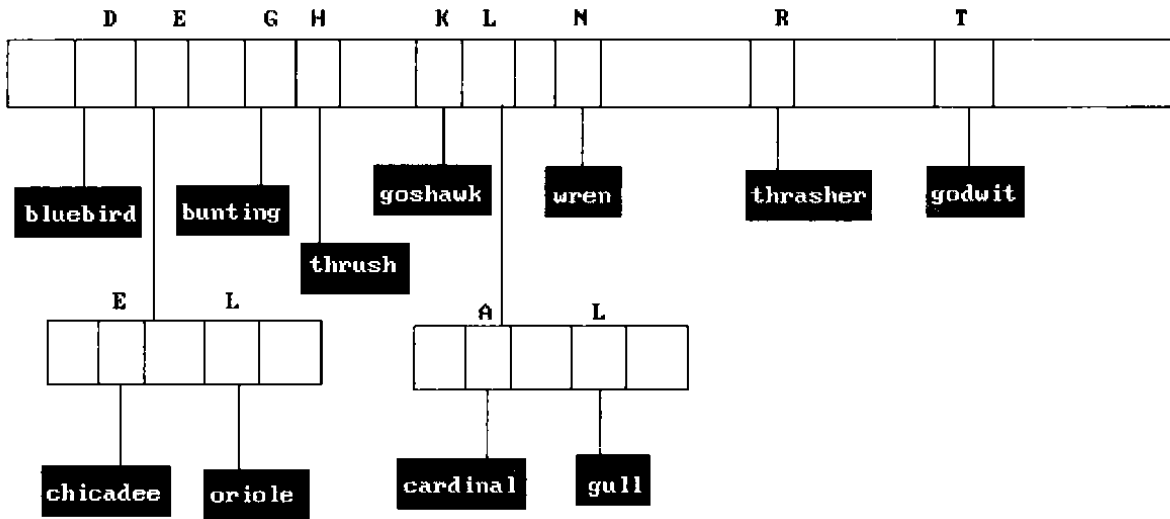 D E G H K L N R T
bluebird bunting goshawk wren thrasher godwit
thrush
E L A L
chicadee oriole cardinal gull